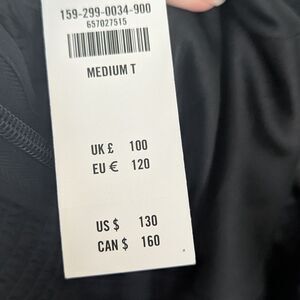 159-299-0034-900
657027515
MEDIUM T
UK £ 100
EU € 120
US $ 130
CAN $ 160